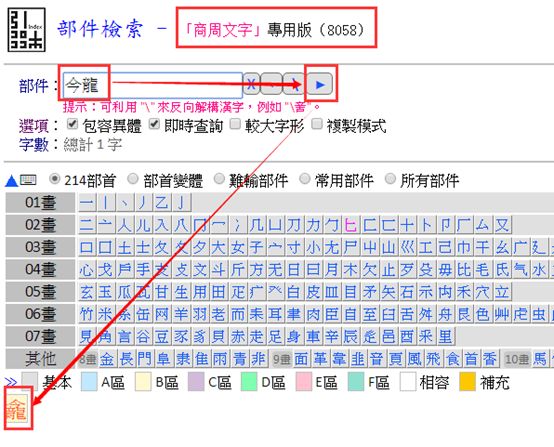 引得市 Index 部件檢索 - 「商周文字」專用版（8058）
部件：今龍 X
提示：可利用 "\" 來反向解構漢字，例如 "\書"。
選項：包容異體 即時查詢 較大字形 複製模式
字數：總計 1 字
214部首 部首變體 難輸部件 常用部件 所有部件
01畫 一丨丶丿乙亅
02畫 二亠人儿入八冂冖冫几凵刀力勹匕匚匸十卜卩厂厶又
03畫 口囗土士夂夊夕大女子宀寸小尢尸屮山巛工己巾干幺广廴
04畫 心戈戶手支攴文斗斤方无日曰月木欠止歹殳毋比毛氏气水
05畫 玄玉瓜瓦甘生用田疋疒癶白皮皿目矛矢石示禸禾穴立
06畫 竹米糸缶网羊羽老而耒耳聿肉臣自至臼舌舛舟艮色艸虍虫
07畫 見角言谷豆豕豸貝赤走足身車辛辰辵邑酉釆里
其他 8畫 金長門阜隶隹雨青非 9畫 面革韋韭音頁風飛食首香 10畫 馬
基本 A區 B區 C區 D區 E區 F區 相容 補充